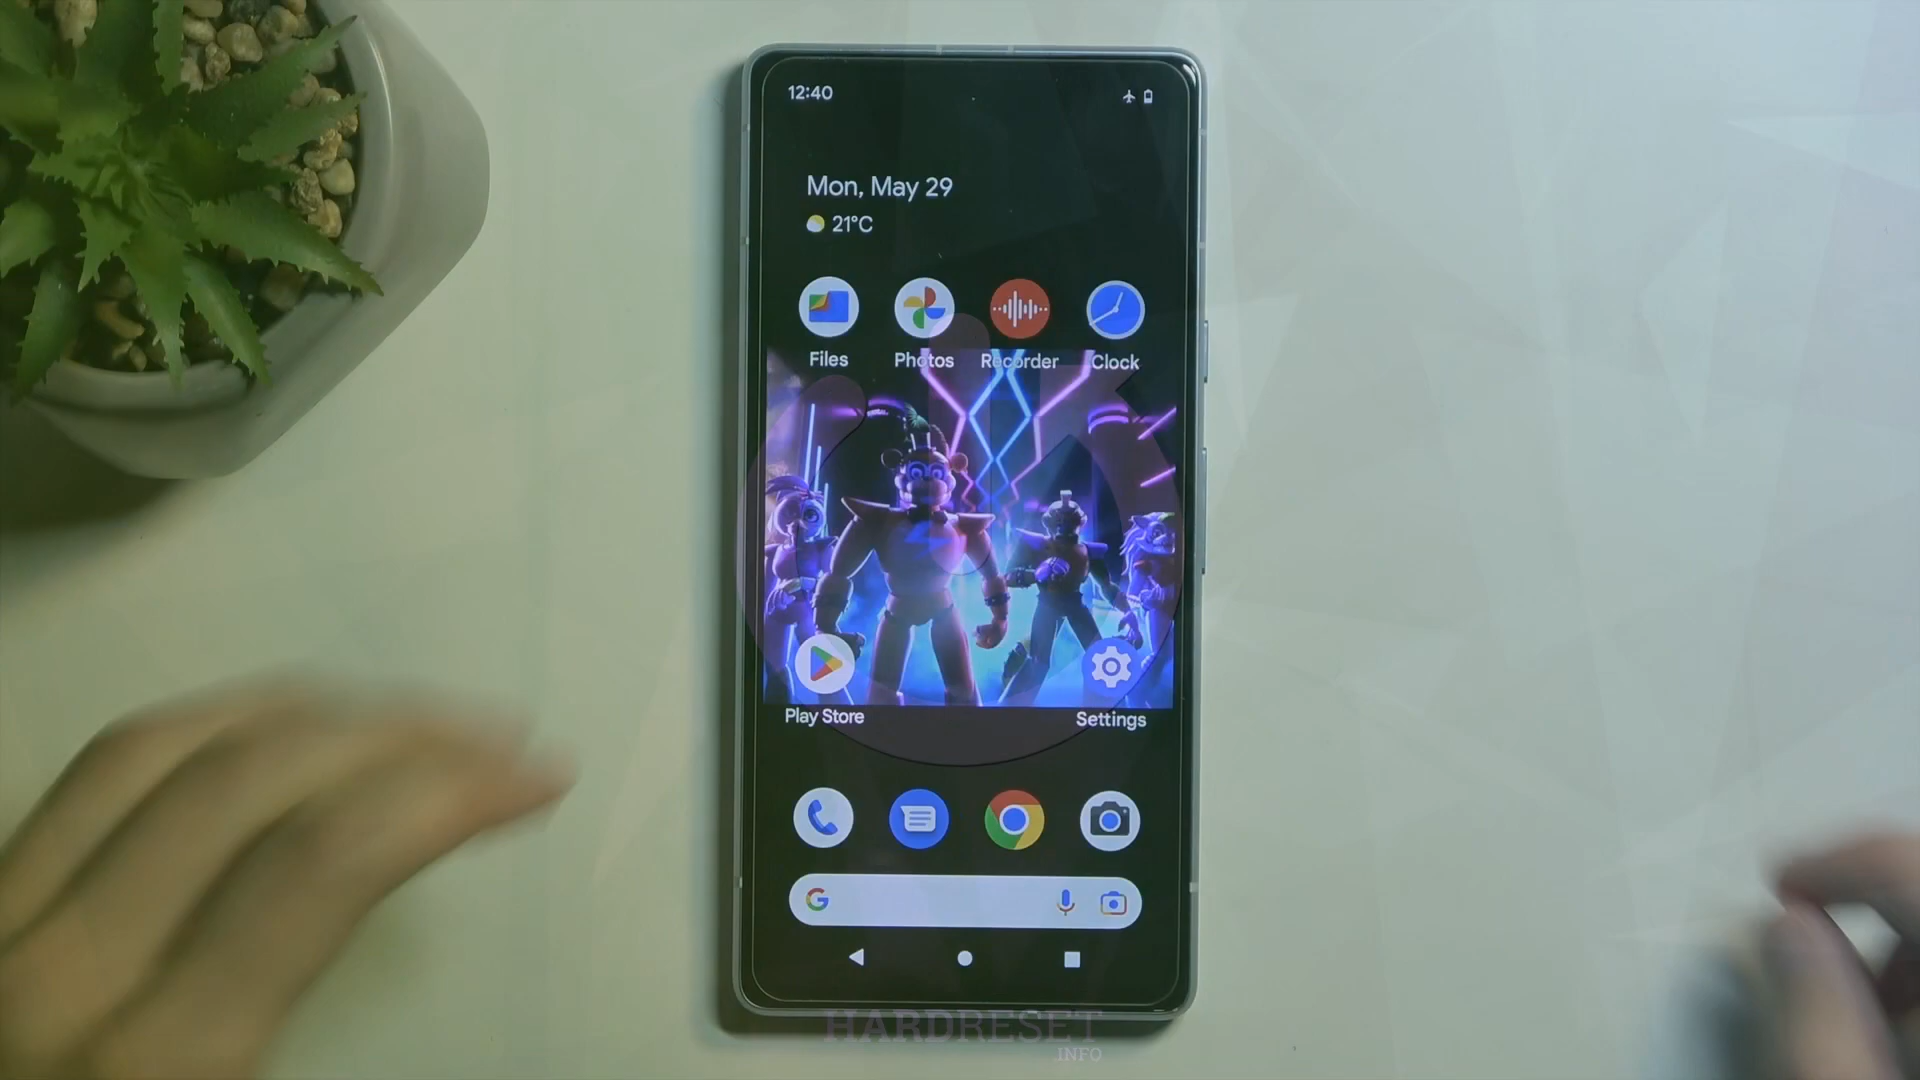 12:40
Mon, May 29
21°C
Files Photos Recorder Clock
Play Store Settings
G
HARDRESET
.INFO